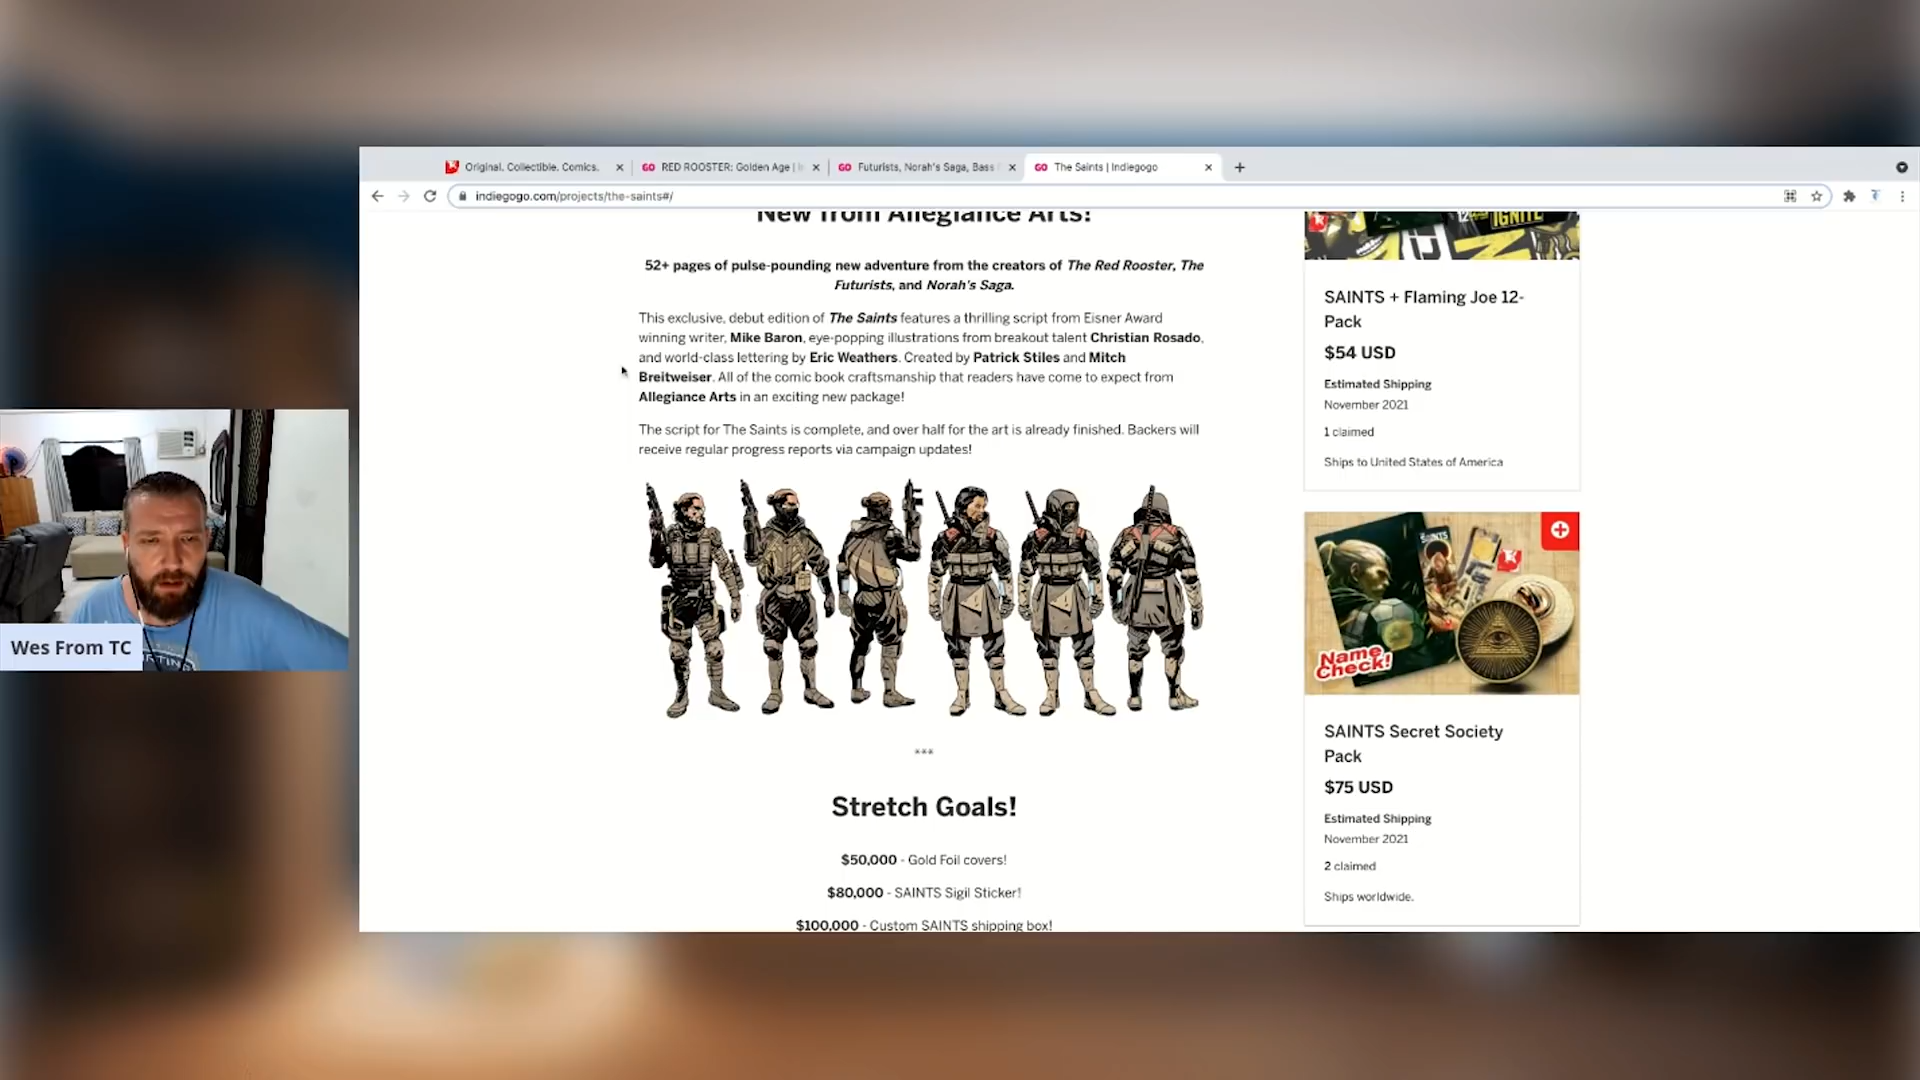 Original. Collectible. Comics.
GO RED ROOSTER: Golden Age |
GO Futurists, Norah's Saga, Bass
GO The Saints | Indiegogo
indiegogo.com/projects/the-saints#/
New from Allegiance Arts!
52+ pages of pulse-pounding new adventure from the creators of The Red Rooster, The
Futurists, and Norah's Saga.
This exclusive, debut edition of The Saints features a thrilling script from Eisner Award
winning writer, Mike Baron, eye-popping illustrations from breakout talent Christian Rosado,
and world-class lettering by Eric Weathers. Created by Patrick Stiles and Mitch
Breitweiser. All of the comic book craftsmanship that readers have come to expect from
Allegiance Arts in an exciting new package!
The script for The Saints is complete, and over half for the art is already finished. Backers will
receive regular progress reports via campaign updates!
***
Stretch Goals!
$50,000 - Gold Foil covers!
$80,000 - SAINTS Sigil Sticker!
$100,000 - Custom SAINTS shipping box!
12 IGNITE
SAINTS + Flaming Joe 12-
Pack
$54 USD
Estimated Shipping
November 2021
1 claimed
Ships to United States of America
SAINTS
Name
Check!
SAINTS Secret Society
Pack
$75 USD
Estimated Shipping
November 2021
2 claimed
Ships worldwide.
Wes From TC